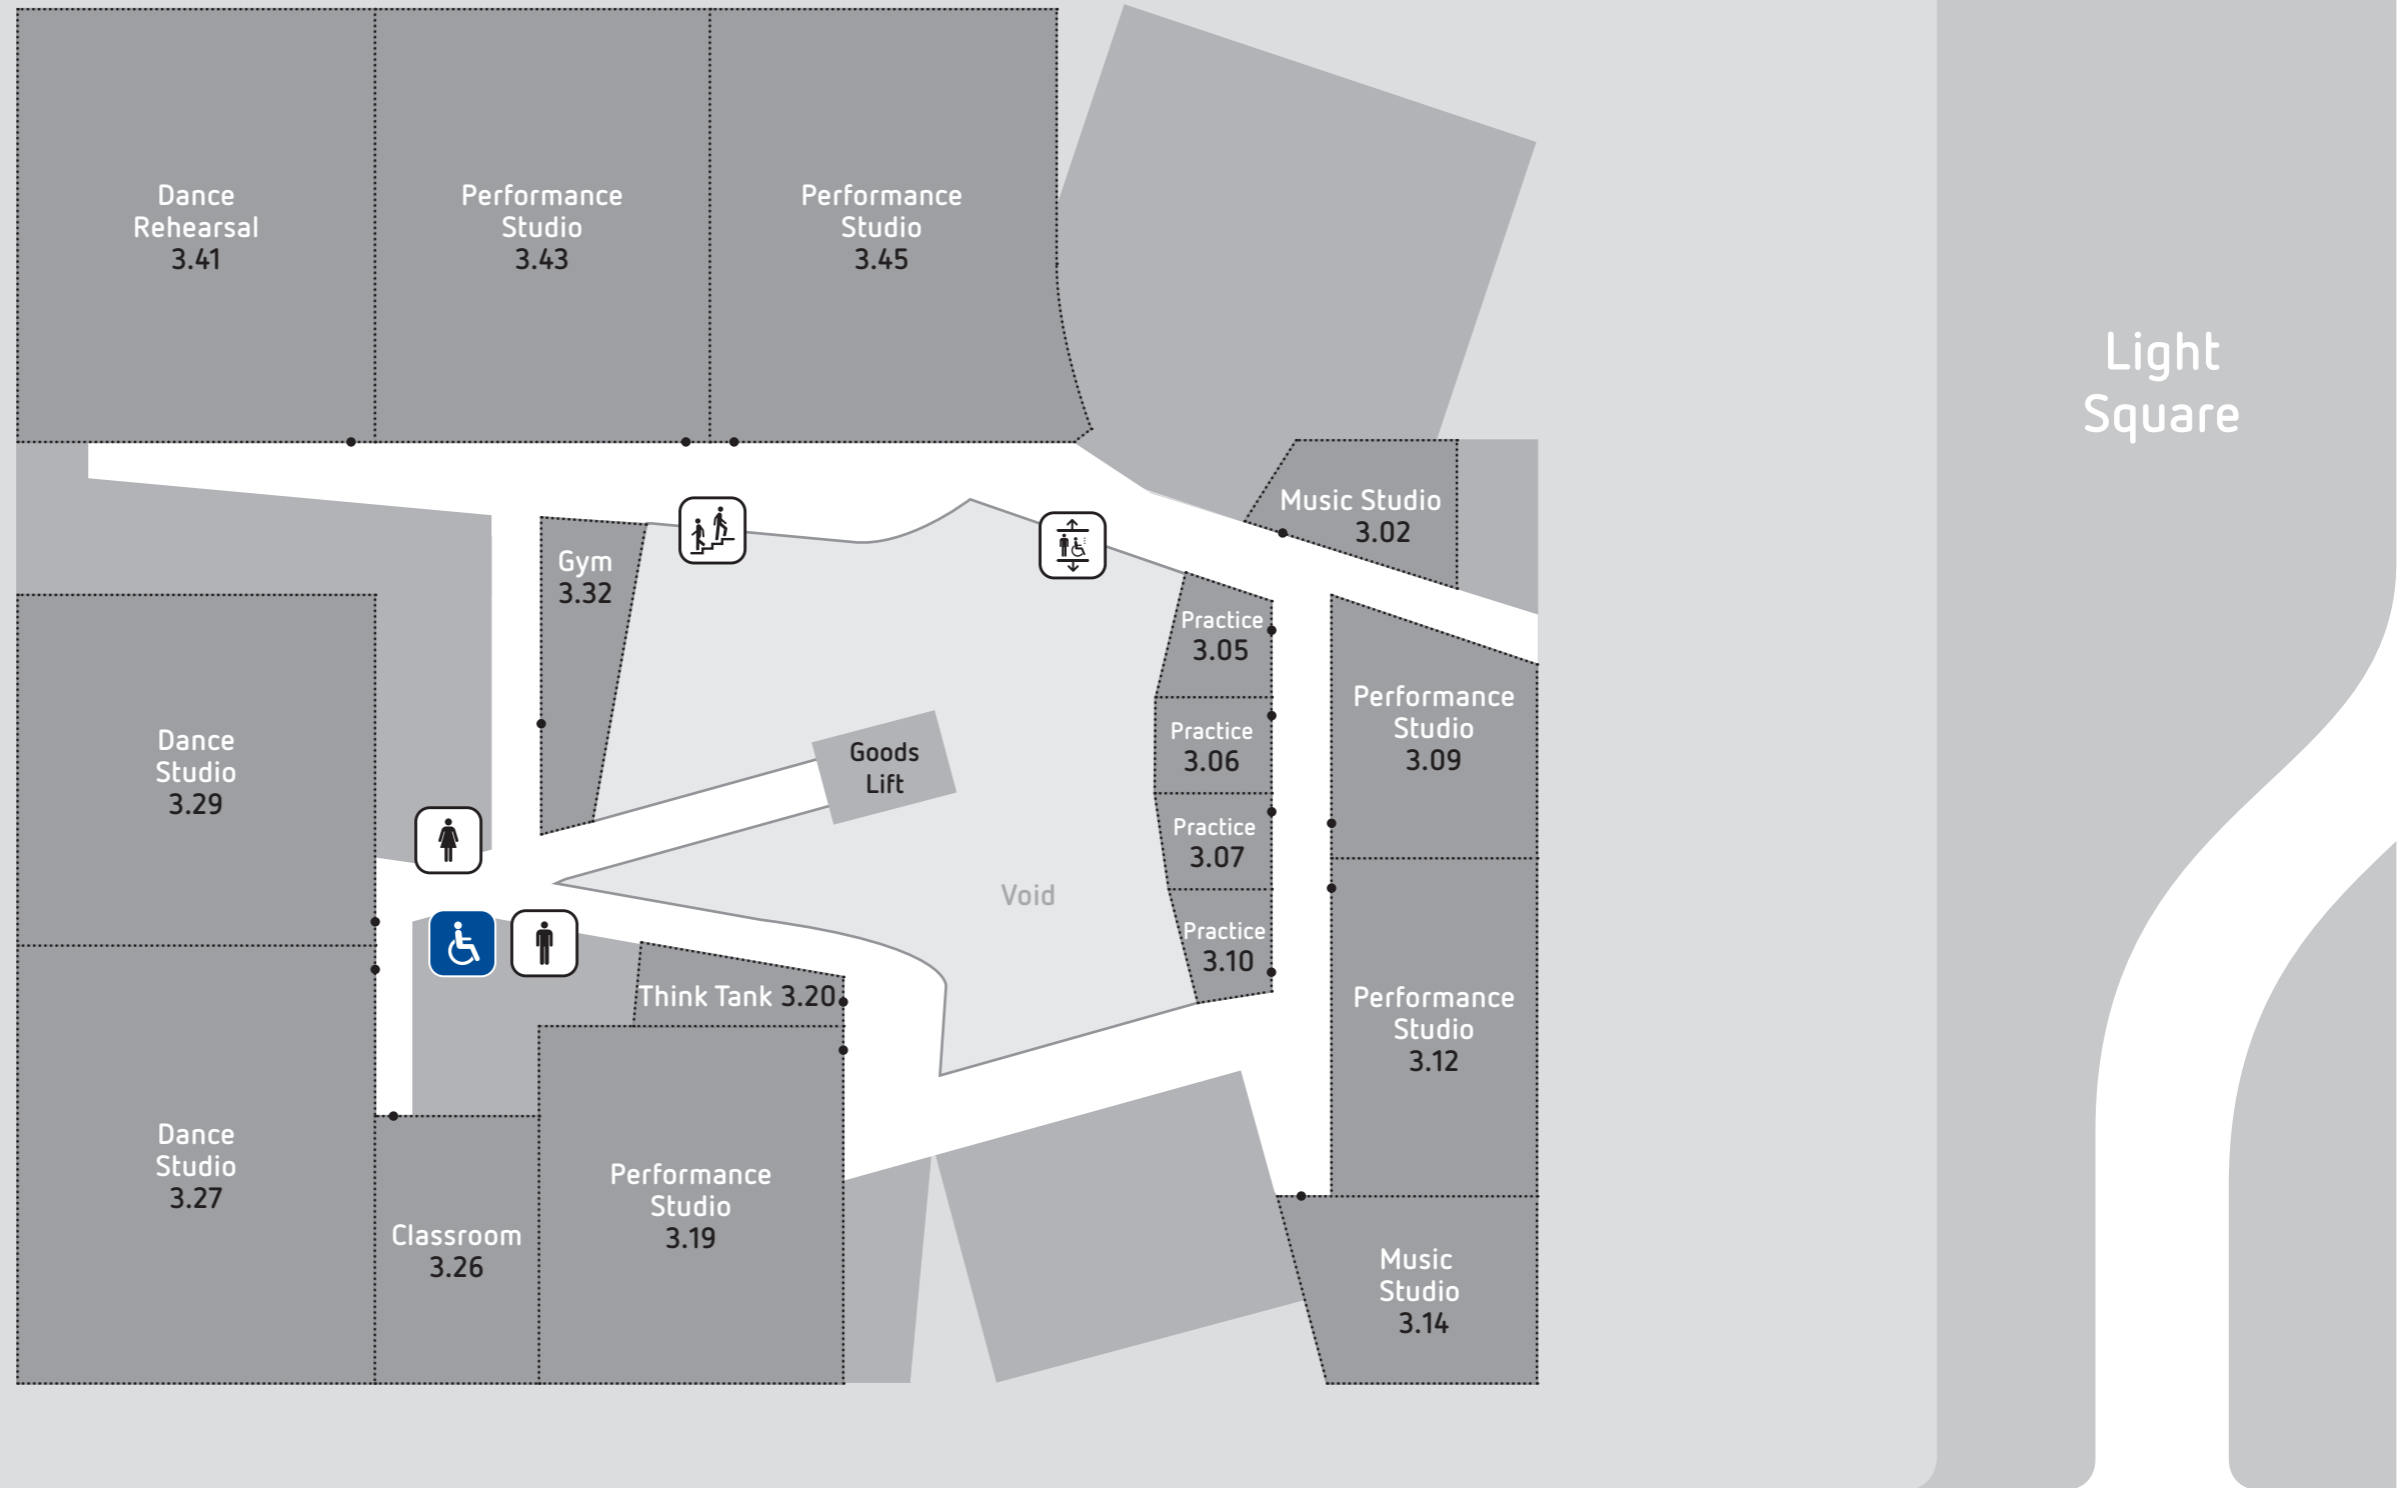 Dance
Rehearsal
3.41
Performance
Studio
3.43
Performance
Studio
3.45
Light
Square
Music Studio
3.02
Gym
3.32
Practice
3.05
Performance
Studio
3.09
Practice
3.06
Dance
Studio
3.29
Goods
Lift
Practice
3.07
Void
Practice
3.10
Think Tank 3.20
Performance
Studio
3.12
Dance
Studio
3.27
Classroom
3.26
Performance
Studio
3.19
Music
Studio
3.14